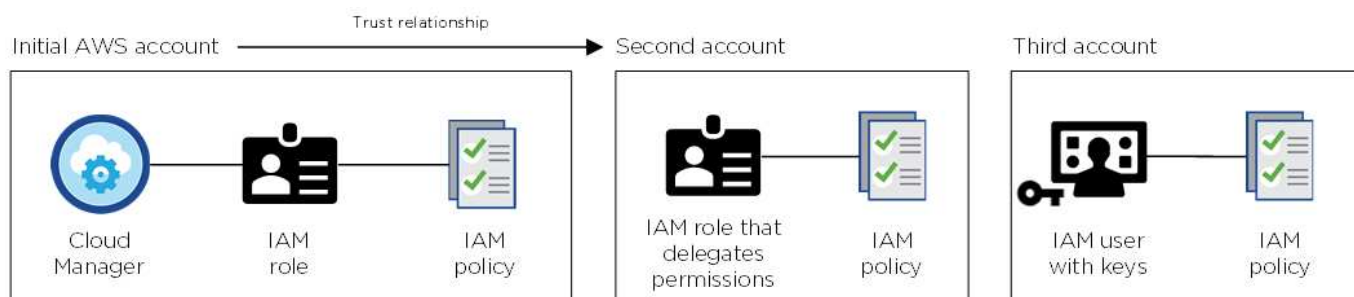 Trust relationship
Initial AWS account
Second account
Third account
Cloud
Manager
IAM
role
IAM
policy
IAM role that
delegates
permissions
IAM
policy
IAM user
with keys
IAM
policy